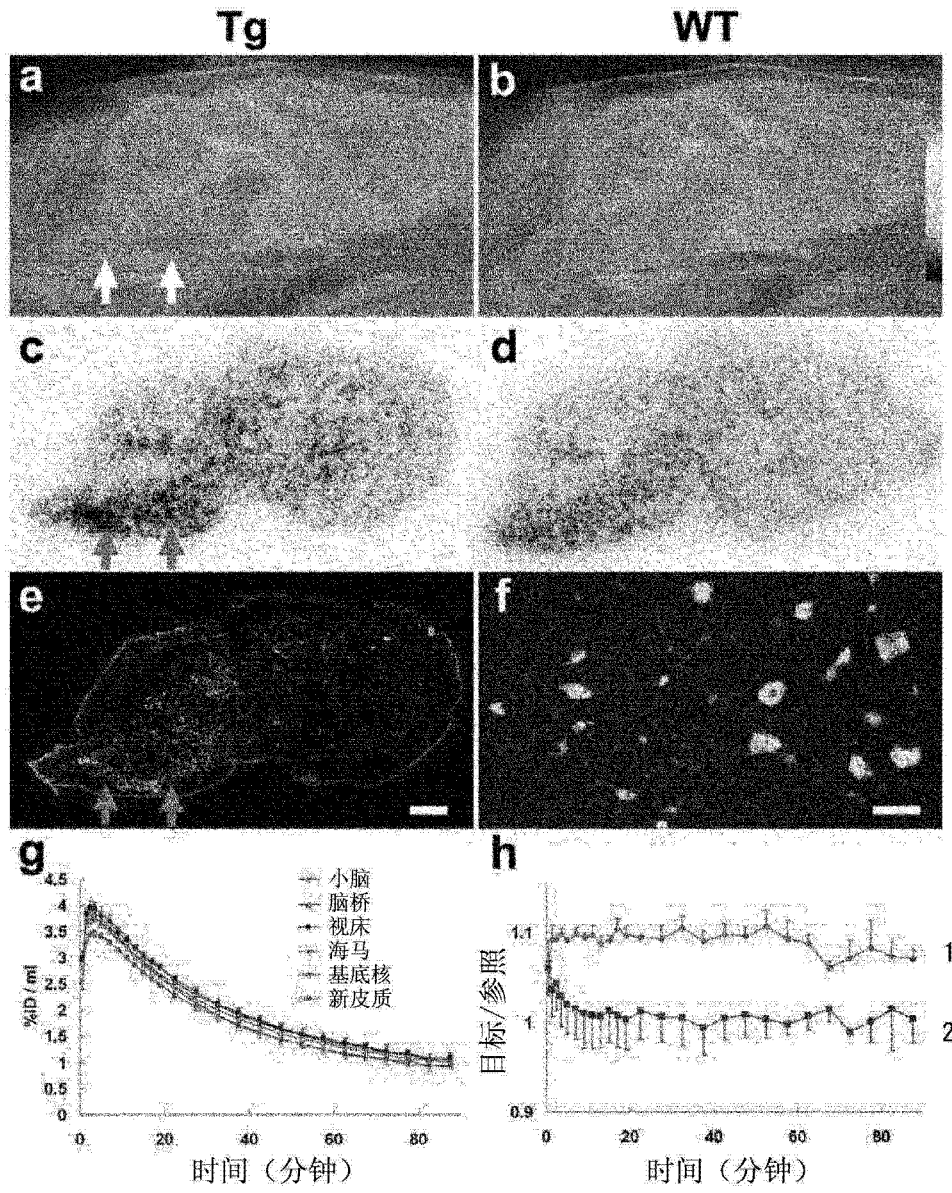 Tg WT
a b
c d
e f
g h
4.5
4
3.5
3
2.5
2
1.5
1
0.5
0
%ID / ml
小脑
脑桥
视床
海马
基底核
新皮质
0 20 40 60 80
时间（分钟）
1.1
1
0.9
目标/参照
1
2
0 20 40 60 80
时间（分钟）